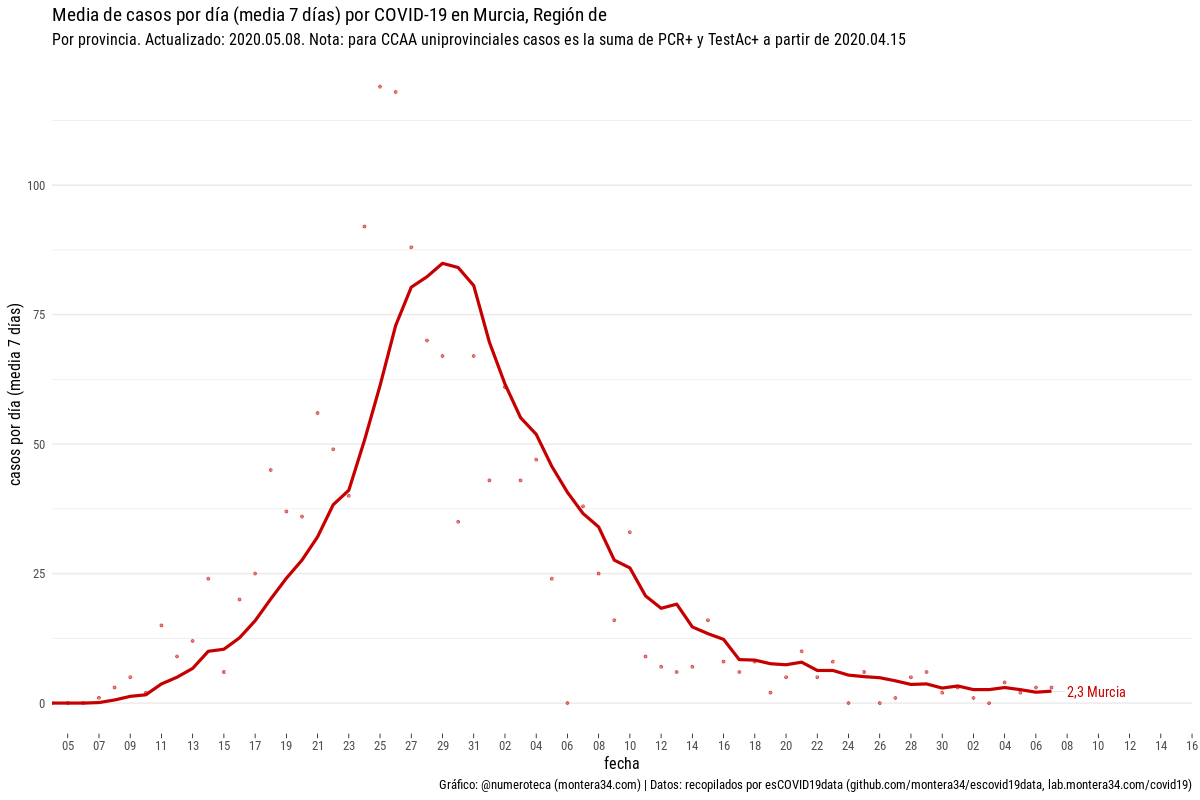 Media de casos por día (media 7 días) por COVID-19 en Murcia, Región de
Por provincia. Actualizado: 2020.05.08. Nota: para CCAA uniprovinciales casos es la suma de PCR+ y TestAc+ a partir de 2020.04.15
casos por día (media 7 días)
100
75
50
25
0
2,3 Murcia
05 07 09 11 13 15 17 19 21 23 25 27 29 31 02 04 06 08 10 12 14 16 18 20 22 24 26 28 30 02 04 06 08 10 12 14 16
fecha
Gráfico: @numeroteca (montera34.com) | Datos: recopilados por esCOVID19data (github.com/montera34/escovid19data, lab.montera34.com/covid19)